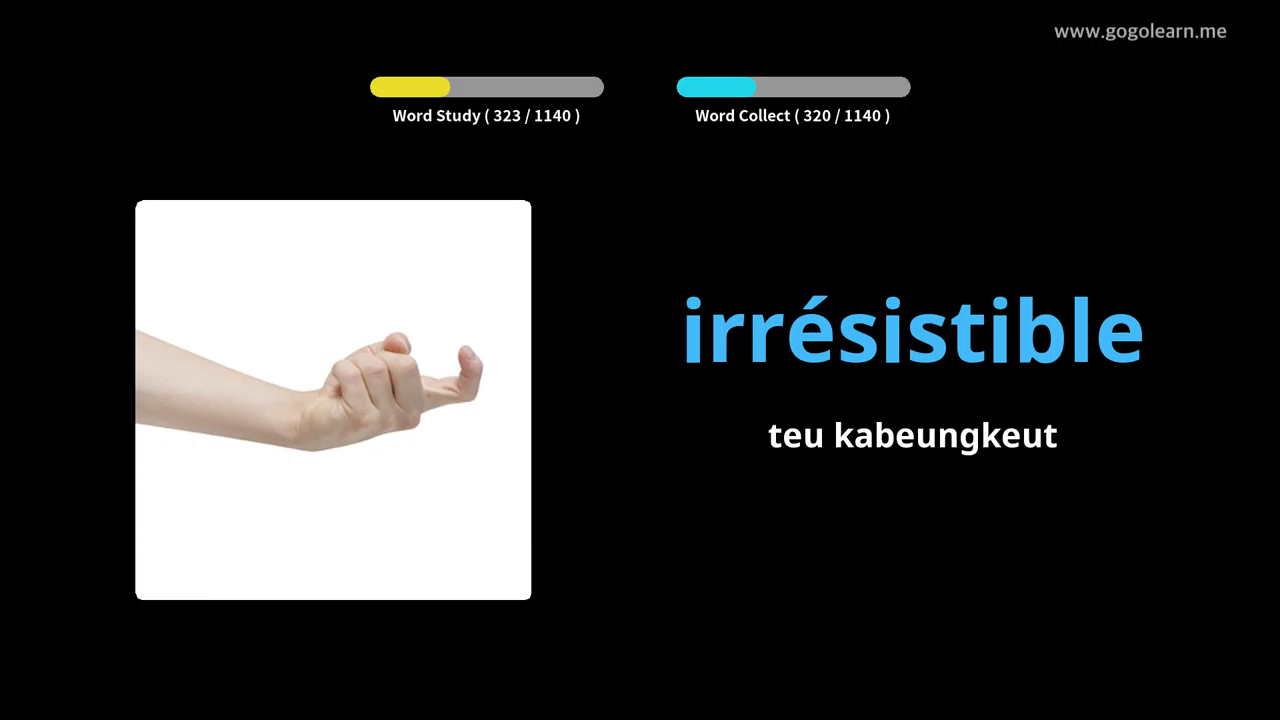 www.gogolearn.me
Word Study ( 323 / 1140 )
Word Collect ( 320 / 1140 )
irrésistible
teu kabeungkeut